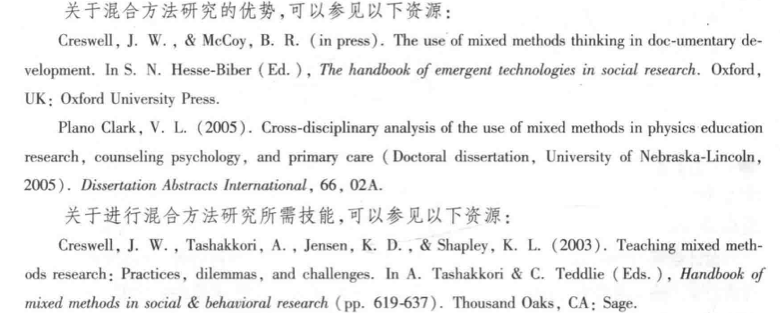 关于混合方法研究的优势,可以参见以下资源:
Creswell, J. W. , & McCoy, B. R. (in press). The use of mixed methods thinking in doc-umentary de-
velopment. In S. N. Hesse-Biber (Ed. ), The handbook of emergent technologies in social research. Oxford,
UK: Oxford University Press.
Plano Clark, V. L. (2005). Cross-disciplinary analysis of the use of mixed methods in physics education
research, counseling psychology, and primary care (Doctoral dissertation, University of Nebraska-Lincoln,
2005). Dissertation Abstracts International, 66, 02A.
关于进行混合方法研究所需技能,可以参见以下资源:
Creswell, J. W. , Tashakkori, A. , Jensen, K. D. , & Shapley, K. L. (2003). Teaching mixed meth-
ods research: Practices, dilemmas, and challenges. In A. Tashakkori & C. Teddlie (Eds. ), Handbook of
mixed methods in social & behavioral research (pp. 619-637). Thousand Oaks, CA: Sage.